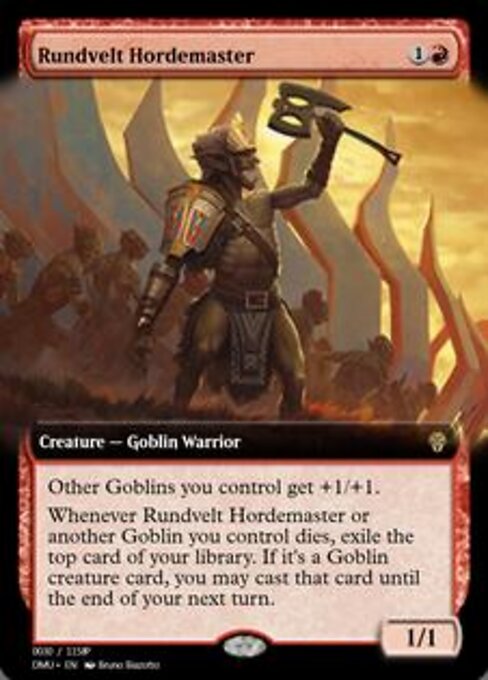 Rundvelt Hordemaster 1
Creature — Goblin Warrior
Other Goblins you control get +1/+1.
Whenever Rundvelt Hordemaster or
another Goblin you control dies, exile the
top card of your library. If it's a Goblin
creature card, you may cast that card until
the end of your next turn.
1/1
DMU • EN Bruno Biazotto